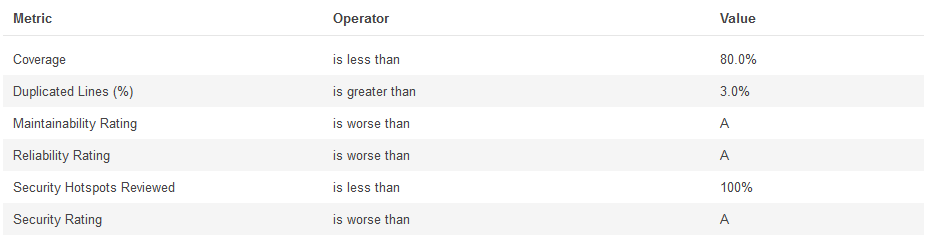 Metric Operator Value
Coverage is less than 80.0%
Duplicated Lines (%) is greater than 3.0%
Maintainability Rating is worse than A
Reliability Rating is worse than A
Security Hotspots Reviewed is less than 100%
Security Rating is worse than A